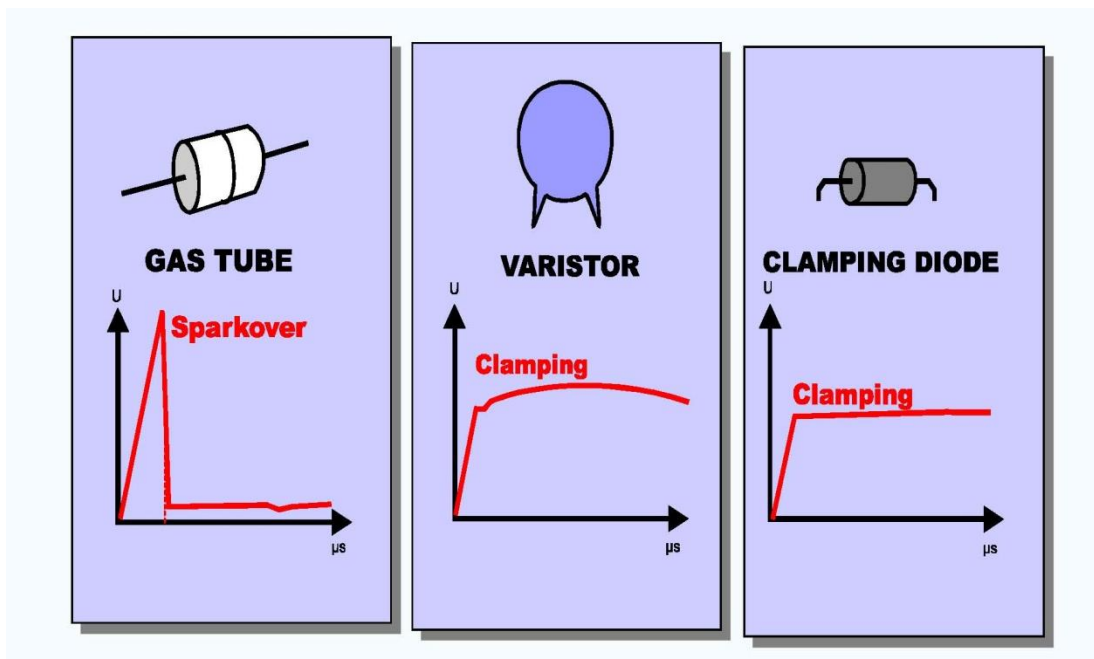 GAS TUBE
U
Sparkover
µs
VARISTOR
U
Clamping
µs
CLAMPING DIODE
U
Clamping
µs